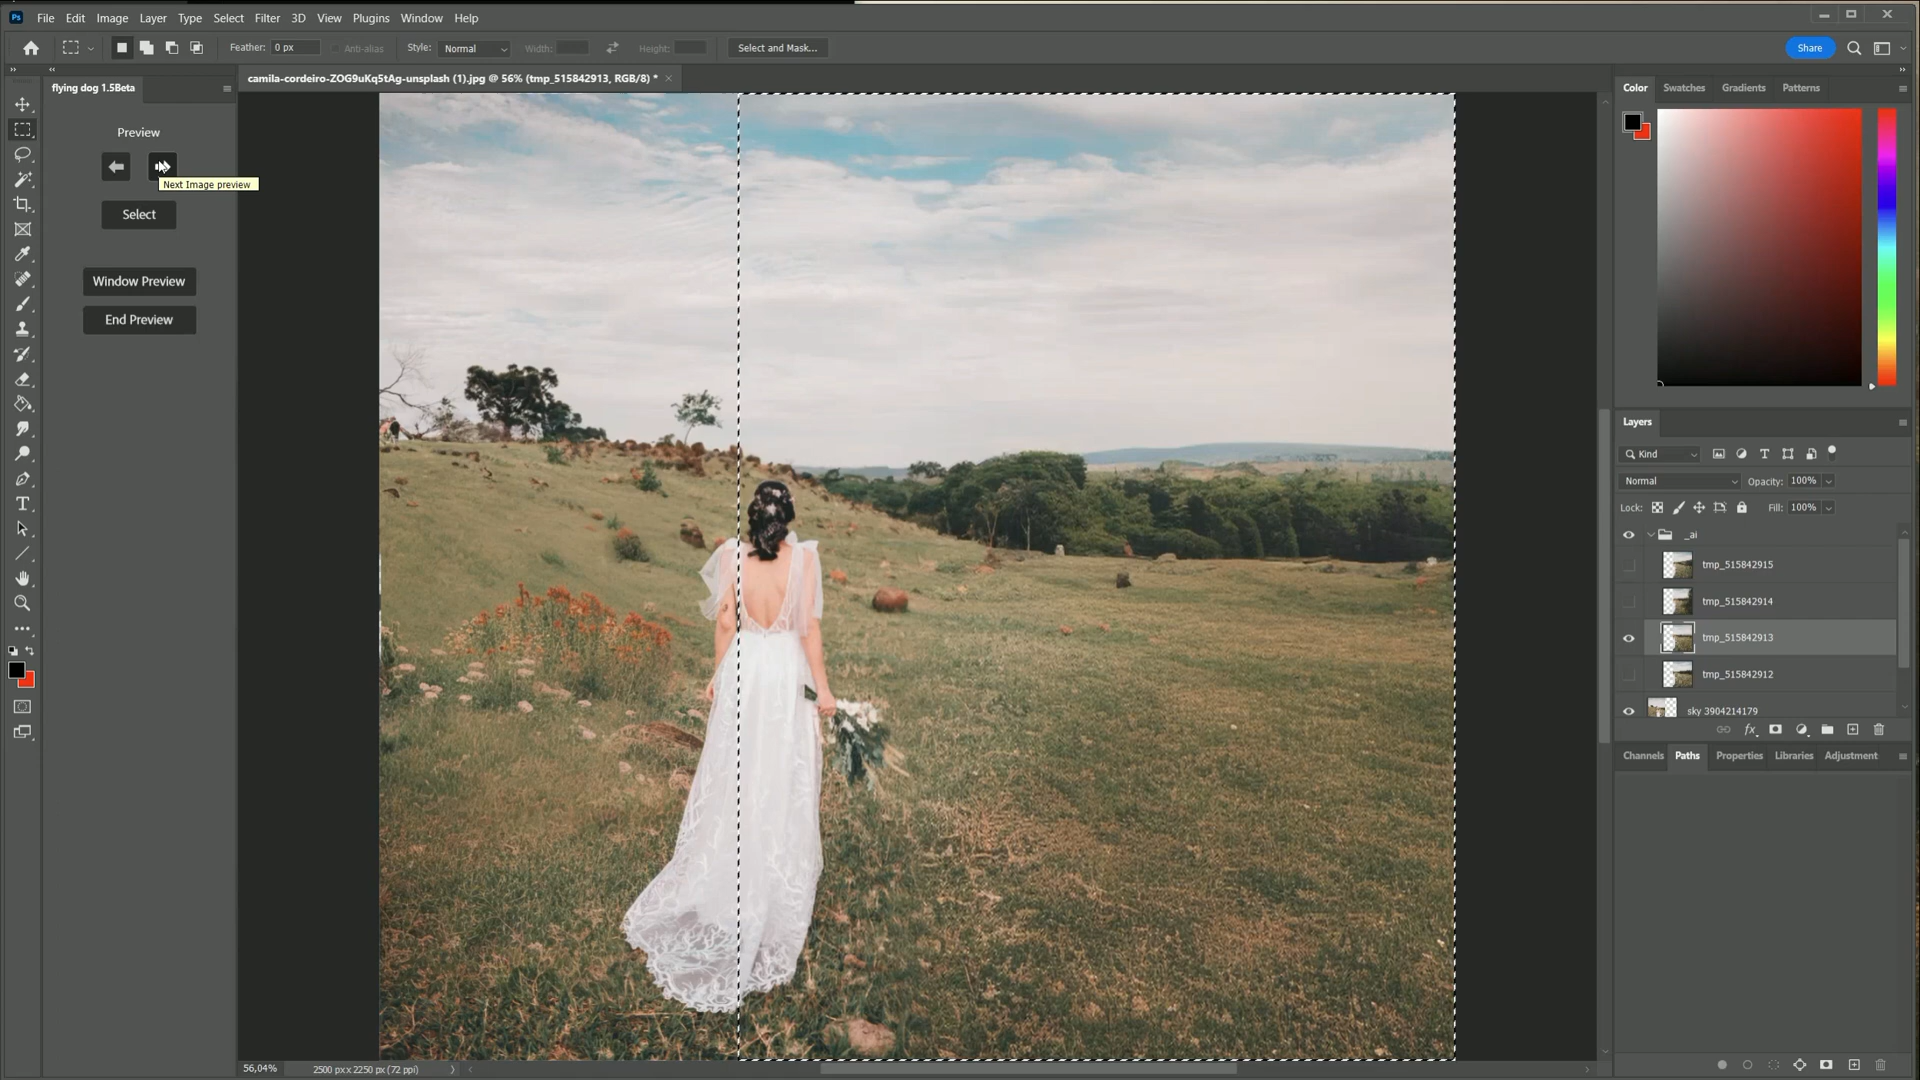 Ps File Edit Image Layer Type Select Filter 3D View Plugins Window Help
Feather: 0 px Anti-alias Style: Normal Width: Height: Select and Mask... Share
flying dog 1.5Beta
camila-cordeiro-ZOG9uKq5tAg-unsplash (1).jpg @ 56% (tmp_515842913, RGB/8) *
Color Swatches Gradients Patterns
Preview
Next Image preview
Select
Window Preview
End Preview
Layers
Kind
Normal Opacity: 100%
Lock: Fill: 100%
_ai
tmp_515842915
tmp_515842914
tmp_515842913
tmp_515842912
sky 3904214179
fx
Channels Paths Properties Libraries Adjustment
56,04% 2500 px x 2250 px (72 ppi)